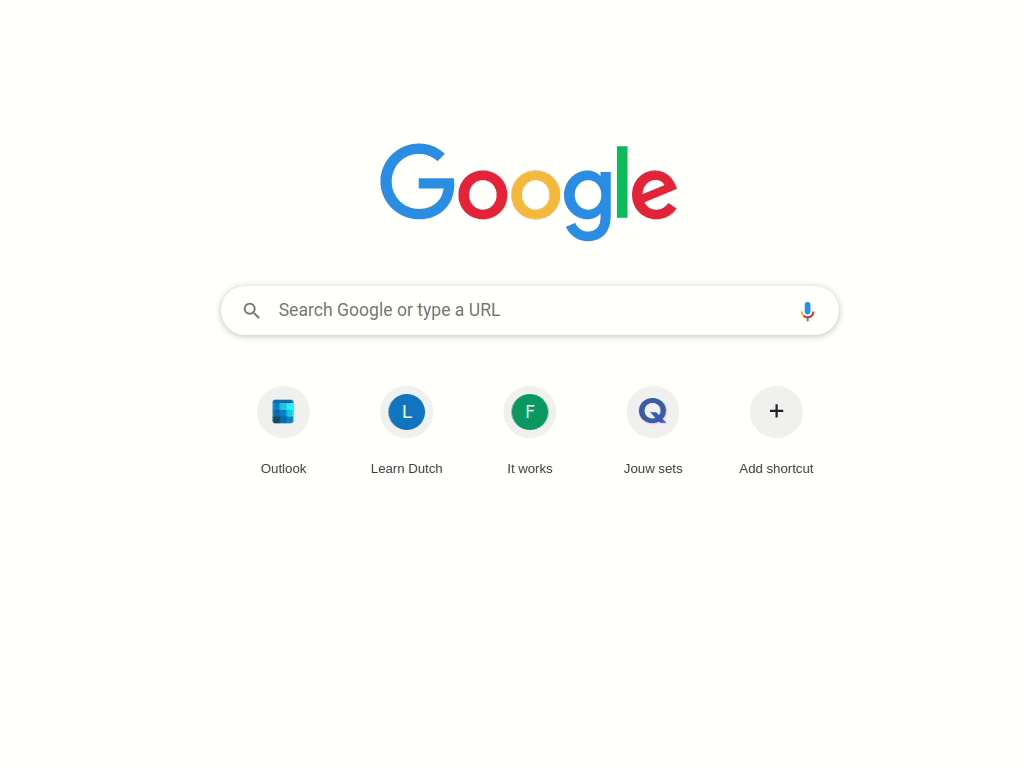 Google
Search Google or type a URL
L
F
Outlook
Learn Dutch
It works
Jouw sets
Add shortcut